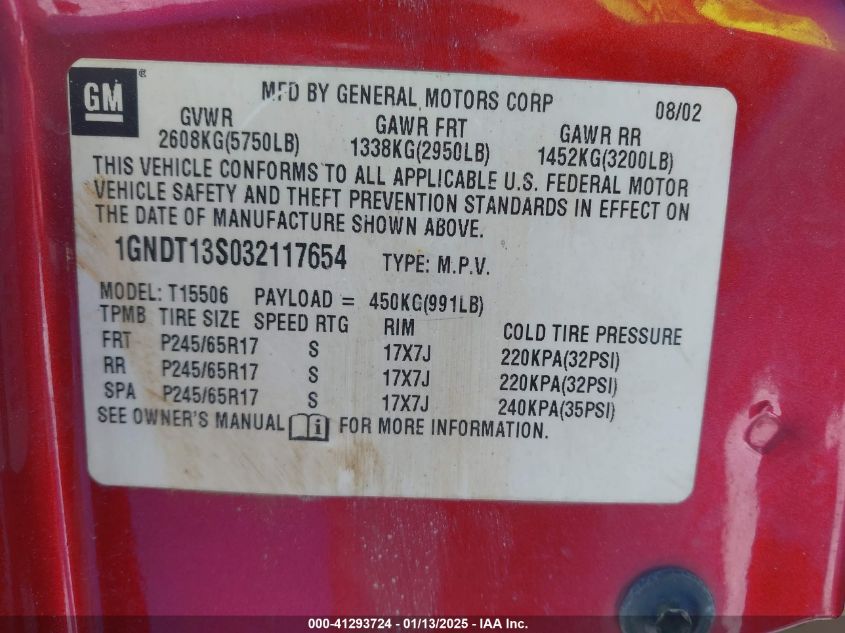 GM ®
MFD BY GENERAL MOTORS CORP 08/02
GVWR GAWR FRT GAWR RR
2608KG(5750LB) 1338KG(2950LB) 1452KG(3200LB)
THIS VEHICLE CONFORMS TO ALL APPLICABLE U.S. FEDERAL MOTOR
VEHICLE SAFETY AND THEFT PREVENTION STANDARDS IN EFFECT ON
THE DATE OF MANUFACTURE SHOWN ABOVE.
1GNDT13S032117654 TYPE: M.P.V.
MODEL: T15506 PAYLOAD = 450KG(991LB)
TPMB TIRE SIZE SPEED RTG RIM COLD TIRE PRESSURE
FRT P245/65R17 S 17X7J 220KPA(32PSI)
RR P245/65R17 S 17X7J 220KPA(32PSI)
SPA P245/65R17 S 17X7J 240KPA(35PSI)
SEE OWNER'S MANUAL i FOR MORE INFORMATION.
000-41293724 - 01/13/2025 - IAA Inc.